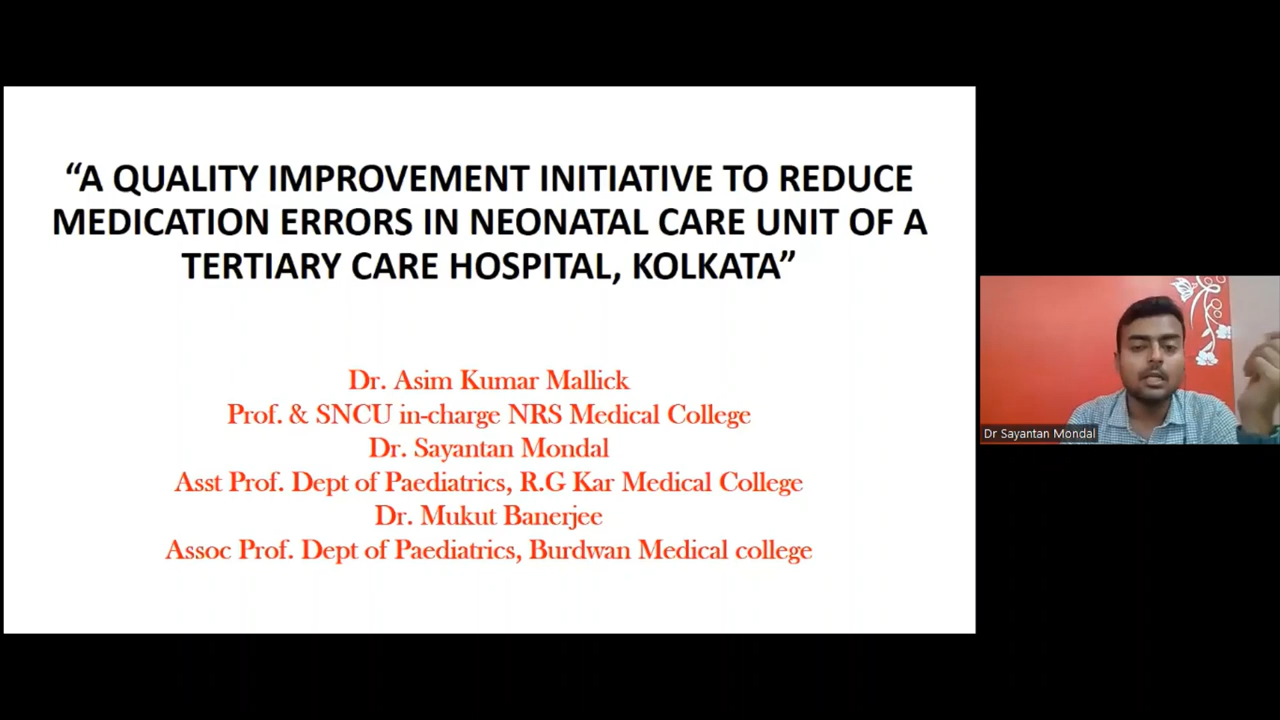 “A QUALITY IMPROVEMENT INITIATIVE TO REDUCE
MEDICATION ERRORS IN NEONATAL CARE UNIT OF A
TERTIARY CARE HOSPITAL, KOLKATA”
Dr. Asim Kumar Mallick
Prof. & SNCU in-charge NRS Medical College
Dr. Sayantan Mondal
Asst Prof. Dept of Paediatrics, R.G Kar Medical College
Dr. Mukut Banerjee
Assoc Prof. Dept of Paediatrics, Burdwan Medical college
Dr Sayantan Mondal